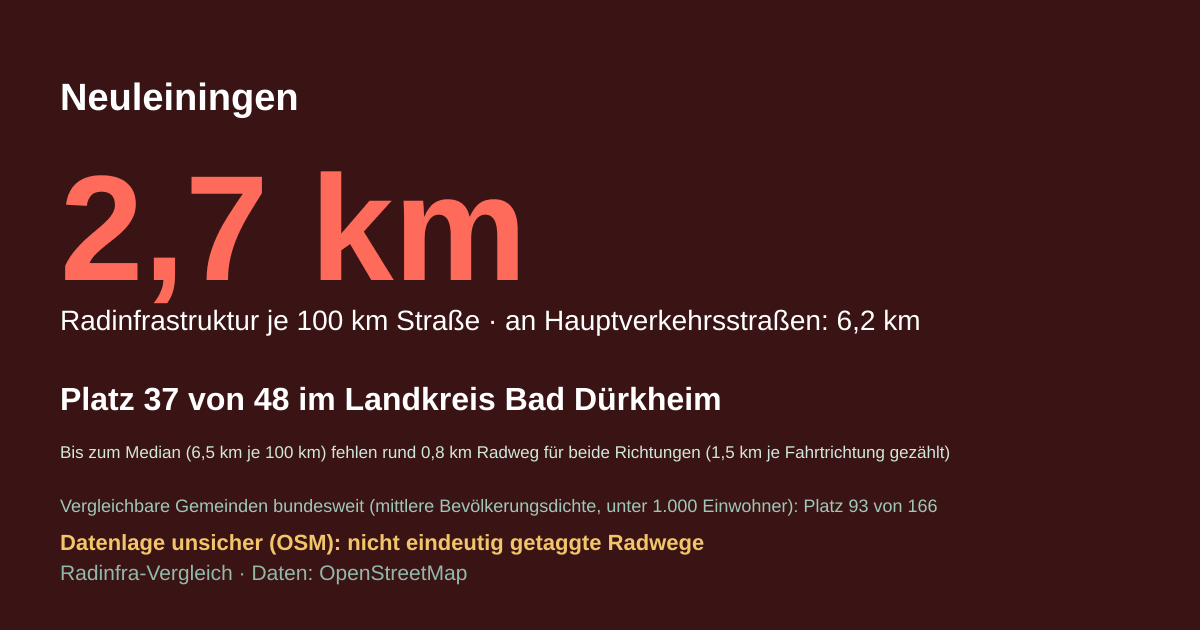 Neuleiningen
2,7 km
Radinfrastruktur je 100 km Straße · an Hauptverkehrsstraßen: 6,2 km
Platz 37 von 48 im Landkreis Bad Dürkheim
Bis zum Median (6,5 km je 100 km) fehlen rund 0,8 km Radweg für beide Richtungen (1,5 km je Fahrtrichtung gezählt)
Vergleichbare Gemeinden bundesweit (mittlere Bevölkerungsdichte, unter 1.000 Einwohner): Platz 93 von 166
Datenlage unsicher (OSM): nicht eindeutig getaggte Radwege
Radinfra-Vergleich · Daten: OpenStreetMap